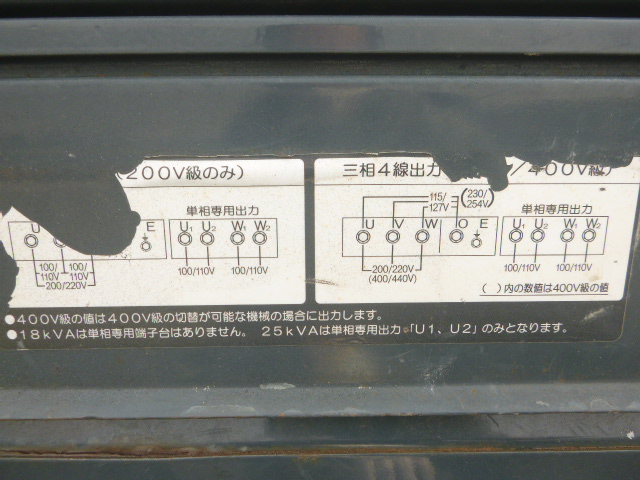 (200V級のみ)
U E
単相専用出力
U1 U2 W1 W2
100/110V 100/110V
100/110V 100/110V
200/220V
三相4線出力 /400V級)
115/127V (230/254V)
U V W O E
単相専用出力
U1 U2 W1 W2
200/220V
(400/440V)
100/110V 100/110V
( )内の数値は400V級の値
●400V級の値は400V級の切替が可能な機械の場合に出力します。
●18kVAは単相専用端子台はありません。 25kVAは単相専用出力「U1、U2」のみとなります。